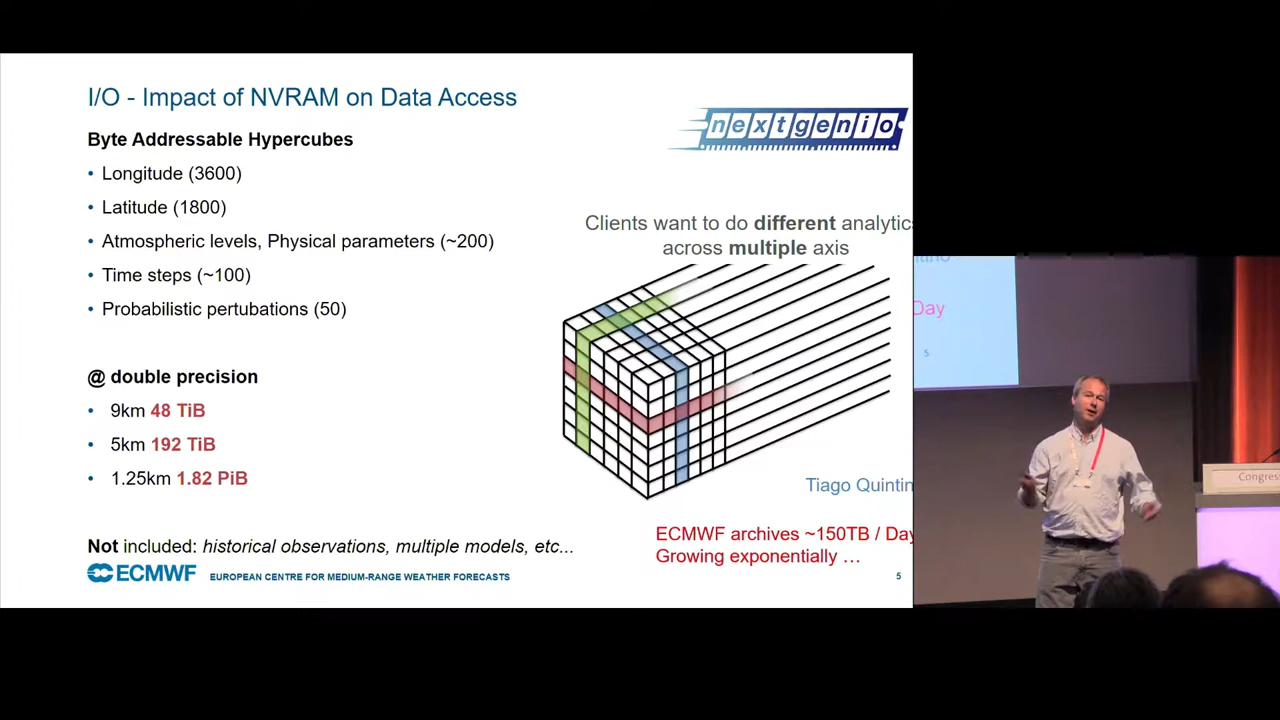 I/O - Impact of NVRAM on Data Access
nextgenio
Byte Addressable Hypercubes
• Longitude (3600)
• Latitude (1800)
• Atmospheric levels, Physical parameters (~200)
• Time steps (~100)
• Probabilistic pertubations (50)
Clients want to do different analytics
across multiple axis
@ double precision
• 9km 48 TiB
• 5km 192 TiB
• 1.25km 1.82 PiB
Tiago Quintin
ECMWF archives ~150TB / Day
Growing exponentially …
Not included: historical observations, multiple models, etc...
ECMWF EUROPEAN CENTRE FOR MEDIUM-RANGE WEATHER FORECASTS
5
Day
5
Congress